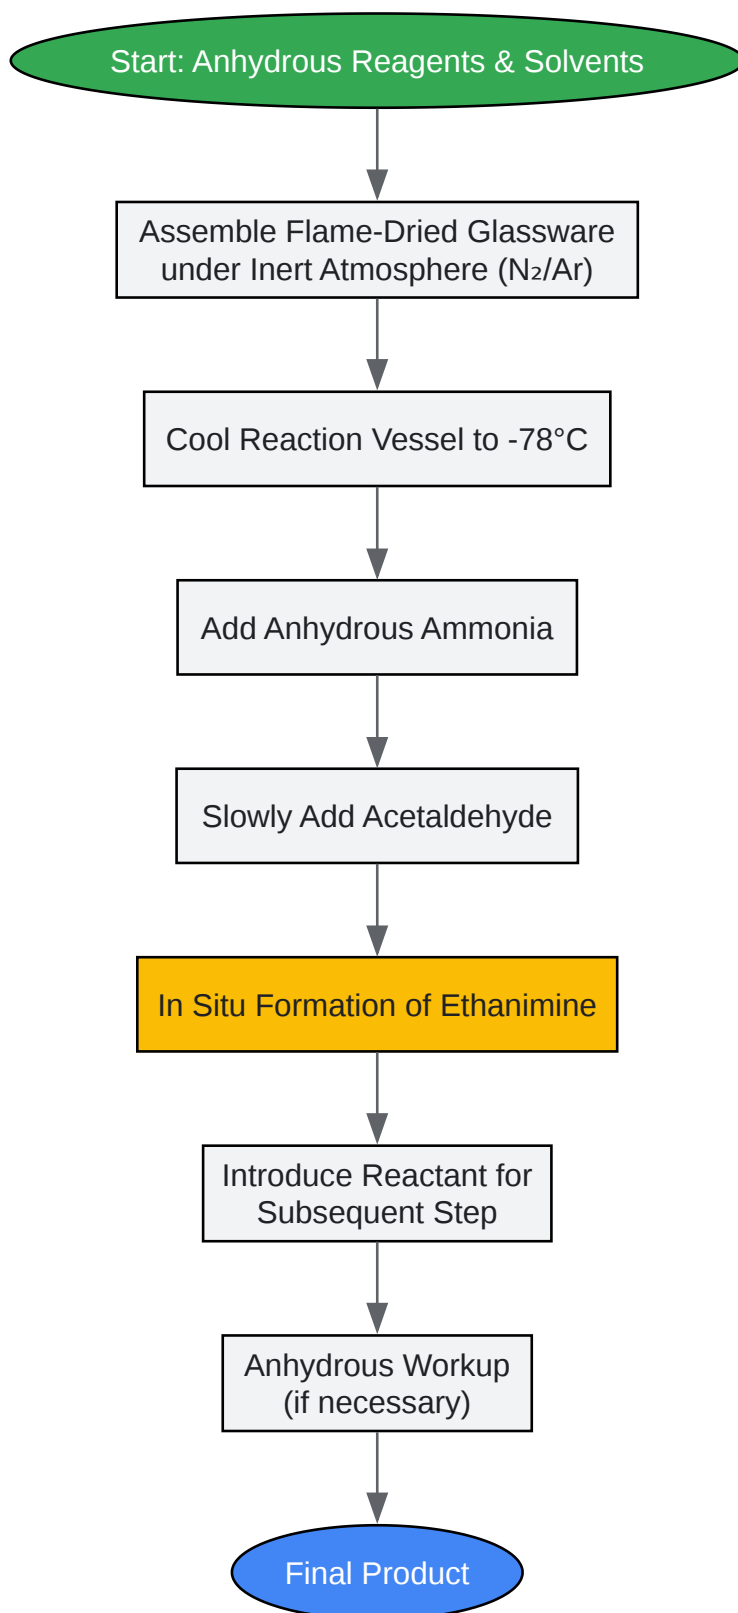 Start: Anhydrous Reagents & Solvents
Assemble Flame-Dried Glassware
under Inert Atmosphere (N₂/Ar)
Cool Reaction Vessel to -78°C
Add Anhydrous Ammonia
Slowly Add Acetaldehyde
In Situ Formation of Ethanimine
Introduce Reactant for
Subsequent Step
Anhydrous Workup
(if necessary)
Final Product